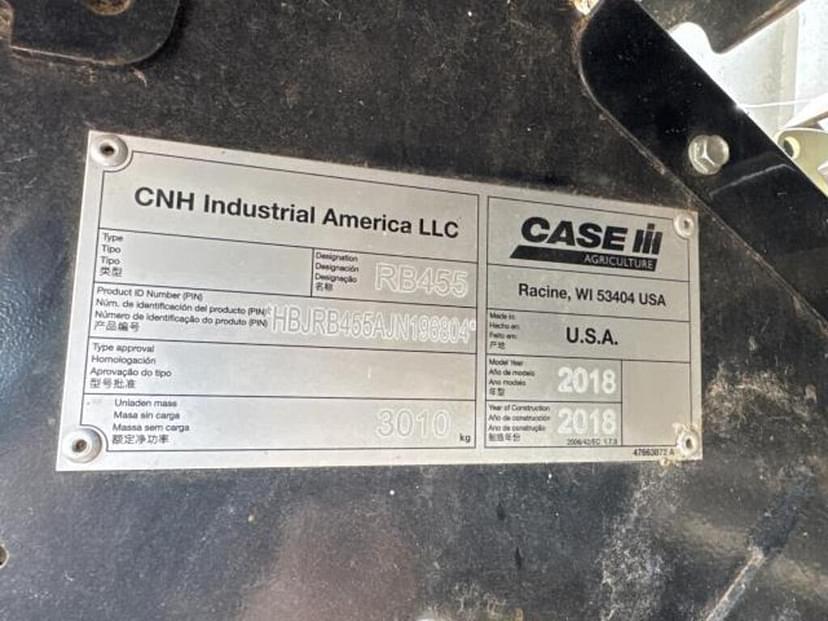 CNH Industrial America LLC
Type
Tipo
Tipo
类型
Designation
Designación
Designação
名称
RB455
Product ID Number (PIN)
Núm. de identificación del producto (PIN)
Número de identificação do produto (PIN)
产品编号
*HBJRB455AJN198804*
Type approval
Homologación
Aprovação do tipo
型号批准
Unladen mass
Masa sin carga
Massa sem carga
额定净功率
3010 kg
CASE IH
AGRICULTURE
Racine, WI 53404 USA
Made in:
Hecho en:
Feito em:
产地
U.S.A.
Model Year
Año de modelo
Ano modelo
年型
2018
Year of Construction
Año de construcción
Ano de construção
制造年份
2018
2006/42/EC 1.7.3
47663872 A